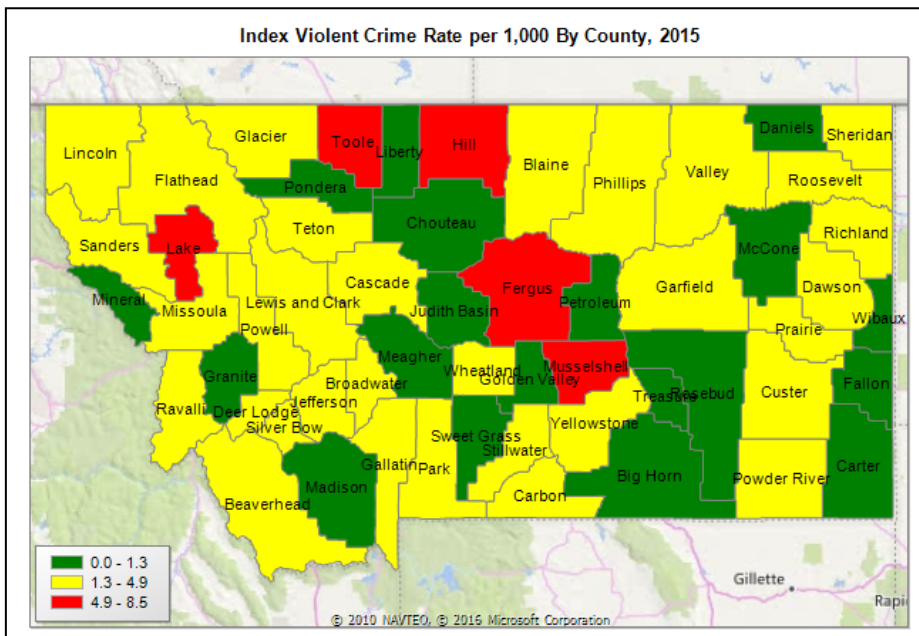 Index Violent Crime Rate per 1,000 By County, 2015
Lincoln
Flathead
Glacier
Toole
Liberty
Hill
Blaine
Phillips
Valley
Daniels
Sheridan
Roosevelt
Pondera
Chouteau
Teton
Sanders
Lake
McCone
Richland
Cascade
Fergus
Petroleum
Garfield
Dawson
Mineral
Missoula
Lewis and Clark
Judith Basin
Wibaux
Powell
Prairie
Meagher
Wheatland
Golden Valley
Musselshell
Granite
Broadwater
Treasure
Rosebud
Custer
Fallon
Ravalli
Deer Lodge
Jefferson
Silver Bow
Sweet Grass
Stillwater
Yellowstone
Gallatin
Park
Big Horn
Powder River
Carter
Madison
Beaverhead
Carbon
0.0 - 1.3
1.3 - 4.9
4.9 - 8.5
Gillette
Rapi
© 2010 NAVTEQ, © 2016 Microsoft Corporation